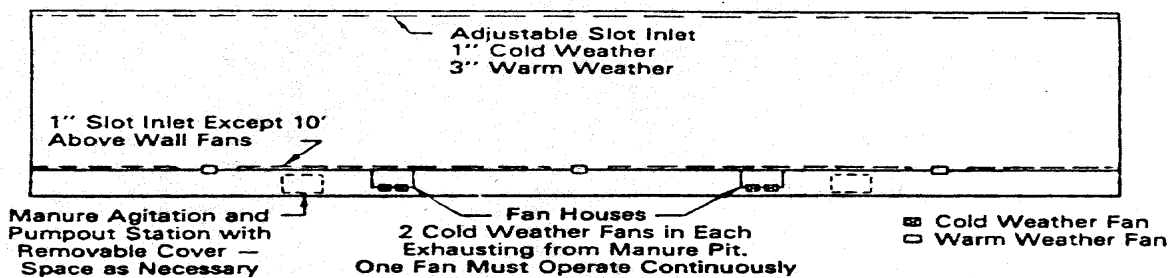 Adjustable Slot Inlet
1" Cold Weather
3" Warm Weather
1" Slot Inlet Except 10'
Above Wall Fans
Manure Agitation and
Pumpout Station with
Removable Cover —
Space as Necessary
Fan Houses
2 Cold Weather Fans in Each
Exhausting from Manure Pit.
One Fan Must Operate Continuously
Cold Weather Fan
Warm Weather Fan